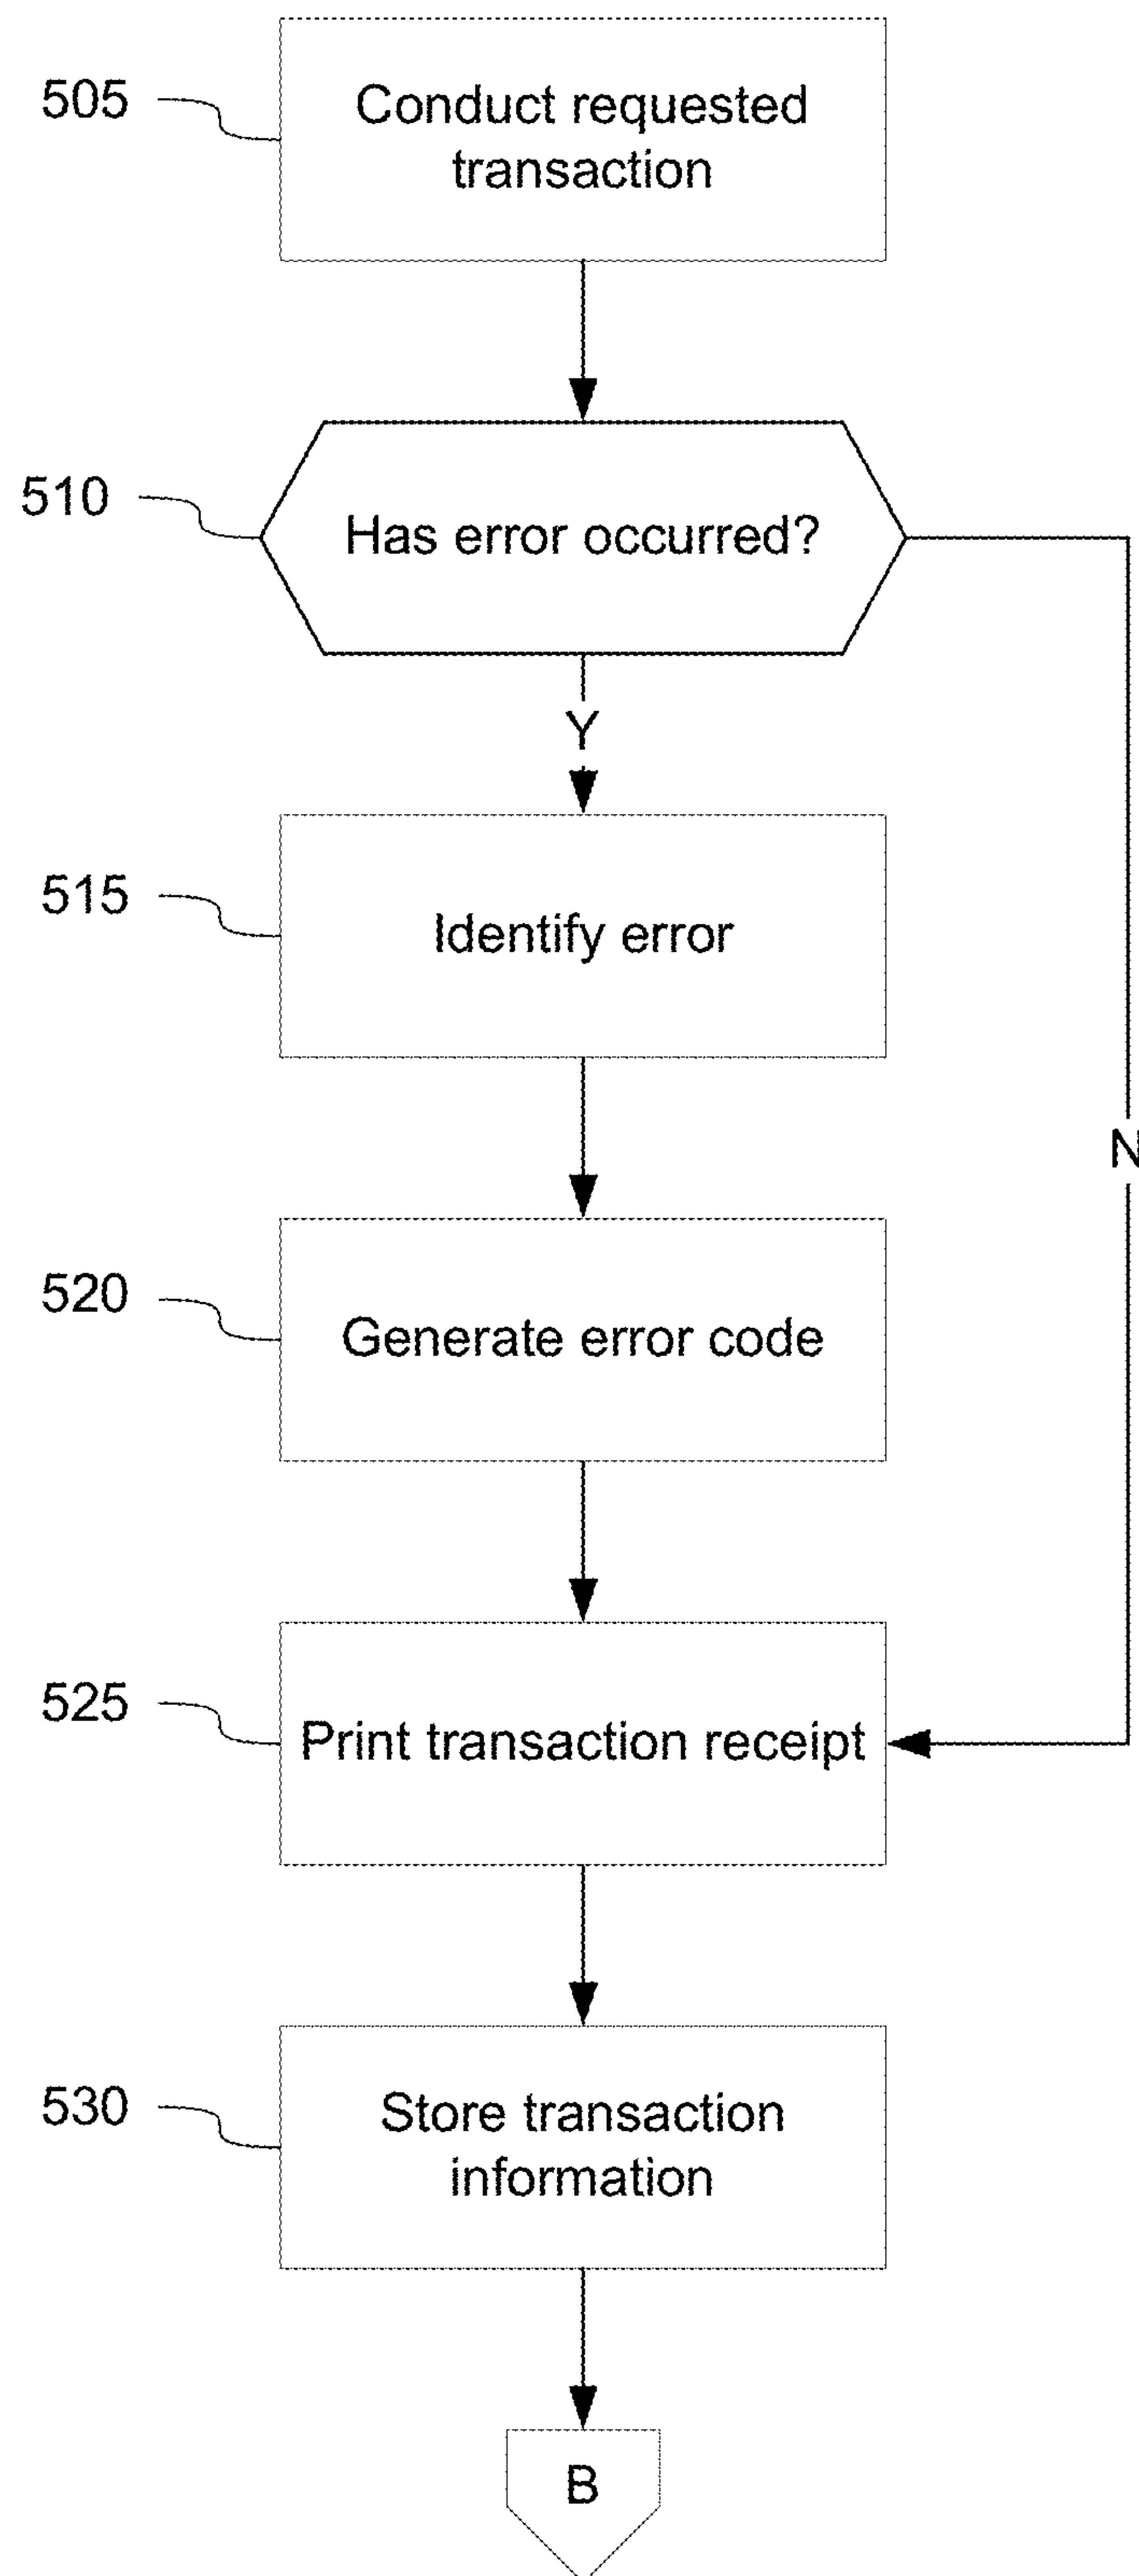 505
Conduct requested
transaction
510
Has error occurred?
Y
515
Identify error
N
520
Generate error code
525
Print transaction receipt
530
Store transaction
information
B